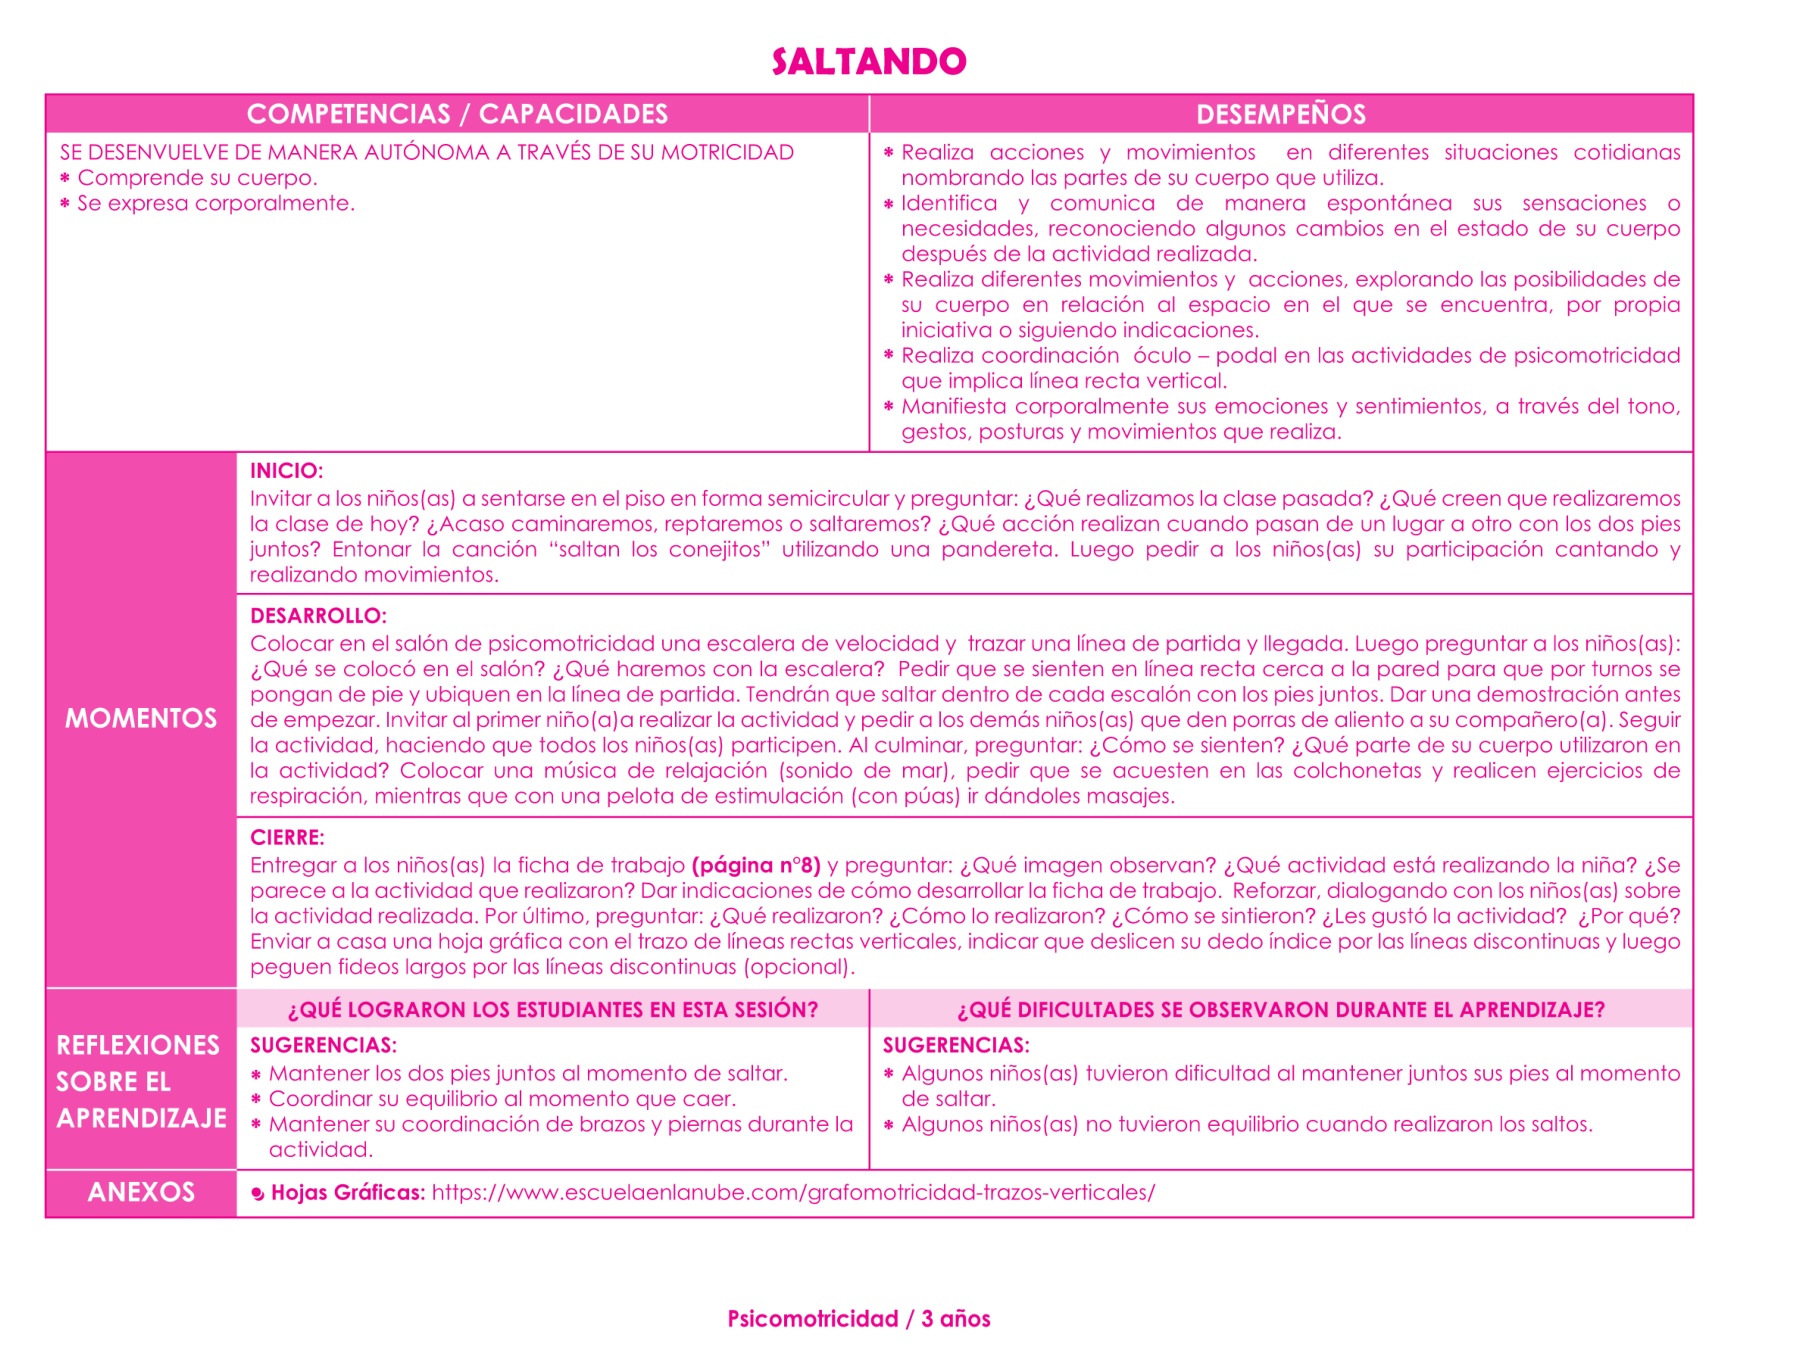 SALTANDO
COMPETENCIAS / CAPACIDADES
DESEMPEÑOS
SE DESENVUELVE DE MANERA AUTÓNOMA A TRAVÉS DE SU MOTRICIDAD
* Comprende su cuerpo.
* Se expresa corporalmente.
* Realiza acciones y movimientos en diferentes situaciones cotidianas
nombrando las partes de su cuerpo que utiliza.
* Identifica y comunica de manera espontánea sus sensaciones o
necesidades, reconociendo algunos cambios en el estado de su cuerpo
después de la actividad realizada.
* Realiza diferentes movimientos y acciones, explorando las posibilidades de
su cuerpo en relación al espacio en el que se encuentra, por propia
iniciativa o siguiendo indicaciones.
* Realiza coordinación óculo – podal en las actividades de psicomotricidad
que implica línea recta vertical.
* Manifiesta corporalmente sus emociones y sentimientos, a través del tono,
gestos, posturas y movimientos que realiza.
MOMENTOS
INICIO:
Invitar a los niños(as) a sentarse en el piso en forma semicircular y preguntar: ¿Qué realizamos la clase pasada? ¿Qué creen que realizaremos
la clase de hoy? ¿Acaso caminaremos, reptaremos o saltaremos? ¿Qué acción realizan cuando pasan de un lugar a otro con los dos pies
juntos? Entonar la canción “saltan los conejitos” utilizando una pandereta. Luego pedir a los niños(as) su participación cantando y
realizando movimientos.
DESARROLLO:
Colocar en el salón de psicomotricidad una escalera de velocidad y trazar una línea de partida y llegada. Luego preguntar a los niños(as):
¿Qué se colocó en el salón? ¿Qué haremos con la escalera? Pedir que se sienten en línea recta cerca a la pared para que por turnos se
pongan de pie y ubiquen en la línea de partida. Tendrán que saltar dentro de cada escalón con los pies juntos. Dar una demostración antes
de empezar. Invitar al primer niño(a)a realizar la actividad y pedir a los demás niños(as) que den porras de aliento a su compañero(a). Seguir
la actividad, haciendo que todos los niños(as) participen. Al culminar, preguntar: ¿Cómo se sienten? ¿Qué parte de su cuerpo utilizaron en
la actividad? Colocar una música de relajación (sonido de mar), pedir que se acuesten en las colchonetas y realicen ejercicios de
respiración, mientras que con una pelota de estimulación (con púas) ir dándoles masajes.
CIERRE:
Entregar a los niños(as) la ficha de trabajo (página n°8) y preguntar: ¿Qué imagen observan? ¿Qué actividad está realizando la niña? ¿Se
parece a la actividad que realizaron? Dar indicaciones de cómo desarrollar la ficha de trabajo. Reforzar, dialogando con los niños(as) sobre
la actividad realizada. Por último, preguntar: ¿Qué realizaron? ¿Cómo lo realizaron? ¿Cómo se sintieron? ¿Les gustó la actividad? ¿Por qué?
Enviar a casa una hoja gráfica con el trazo de líneas rectas verticales, indicar que deslicen su dedo índice por las líneas discontinuas y luego
peguen fideos largos por las líneas discontinuas (opcional).
REFLEXIONES
SOBRE EL
APRENDIZAJE
¿QUÉ LOGRARON LOS ESTUDIANTES EN ESTA SESIÓN?
SUGERENCIAS:
* Mantener los dos pies juntos al momento de saltar.
* Coordinar su equilibrio al momento que caer.
* Mantener su coordinación de brazos y piernas durante la
actividad.
¿QUÉ DIFICULTADES SE OBSERVARON DURANTE EL APRENDIZAJE?
SUGERENCIAS:
* Algunos niños(as) tuvieron dificultad al mantener juntos sus pies al momento
de saltar.
* Algunos niños(as) no tuvieron equilibrio cuando realizaron los saltos.
ANEXOS
Hojas Gráficas: https://www.escuelaenlanube.com/grafomotricidad-trazos-verticales/
Psicomotricidad / 3 años